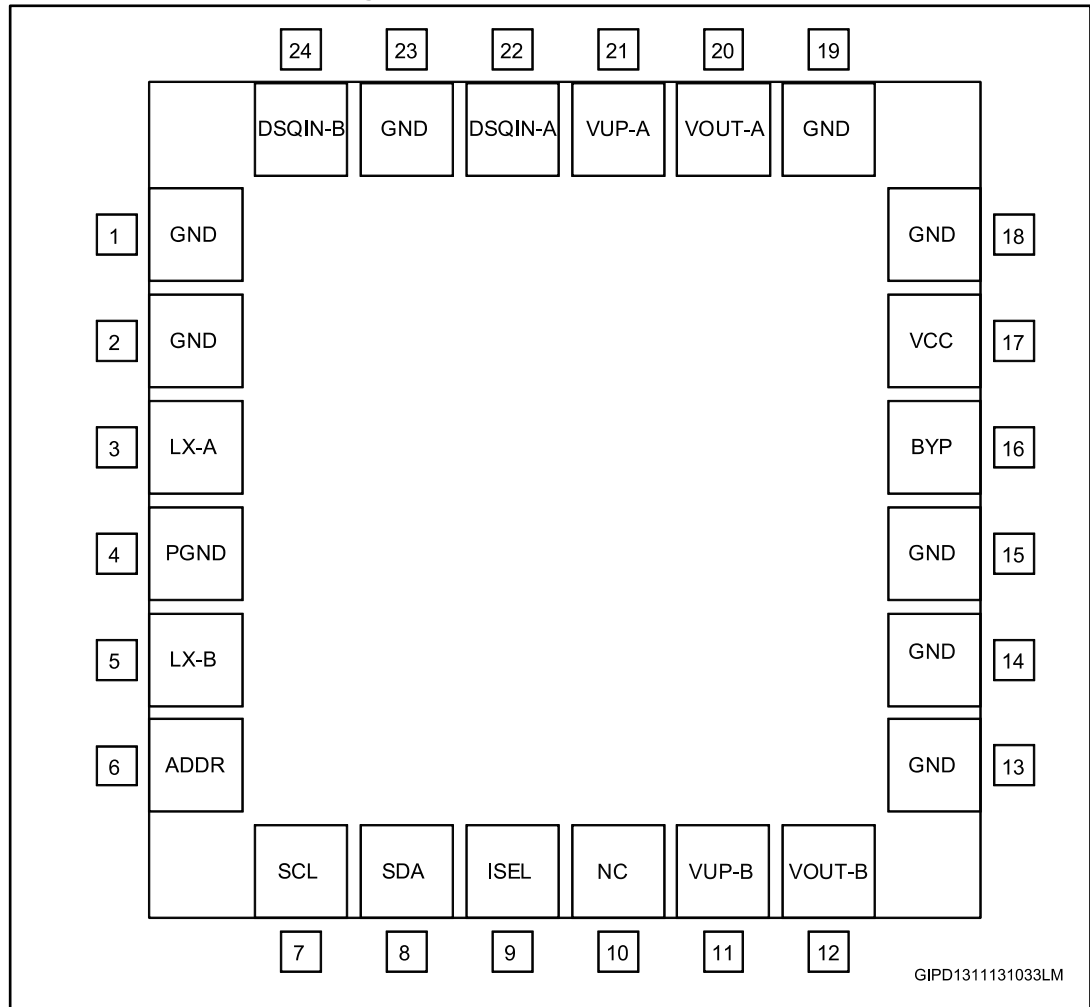 24 23 22 21 20 19
DSQIN-B GND DSQIN-A VUP-A VOUT-A GND
1 GND GND 18
2 GND VCC 17
3 LX-A BYP 16
4 PGND GND 15
5 LX-B GND 14
6 ADDR GND 13
SCL SDA ISEL NC VUP-B VOUT-B
7 8 9 10 11 12
GIPD1311131033LM